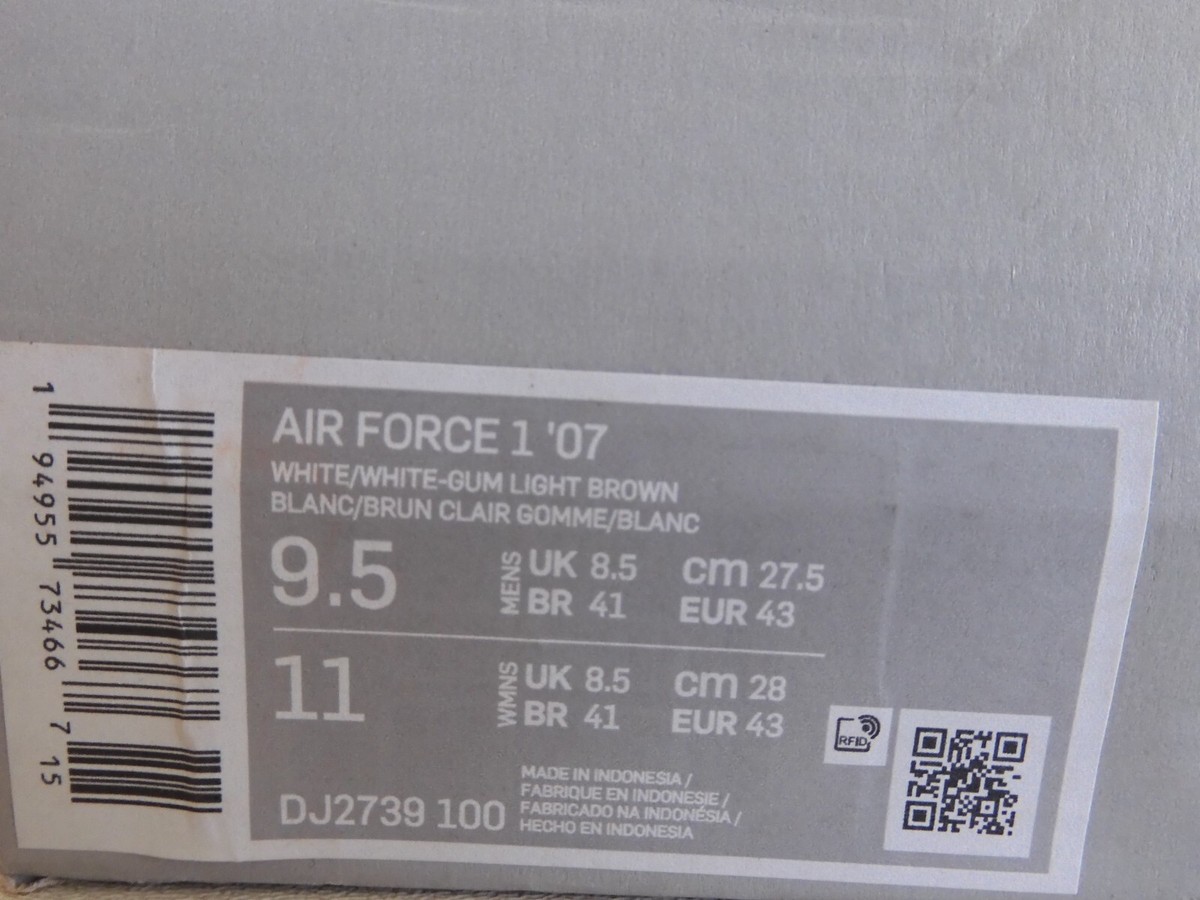 1 94955 73466 7 15
AIR FORCE 1 '07
WHITE/WHITE-GUM LIGHT BROWN
BLANC/BRUN CLAIR GOMME/BLANC
9.5 MENS UK 8.5 cm 27.5
BR 41 EUR 43
11 WMNS UK 8.5 cm 28
BR 41 EUR 43
RFID
MADE IN INDONESIA /
FABRIQUE EN INDONESIE /
FABRICADO NA INDONÉSIA /
HECHO EN INDONESIA
DJ2739 100